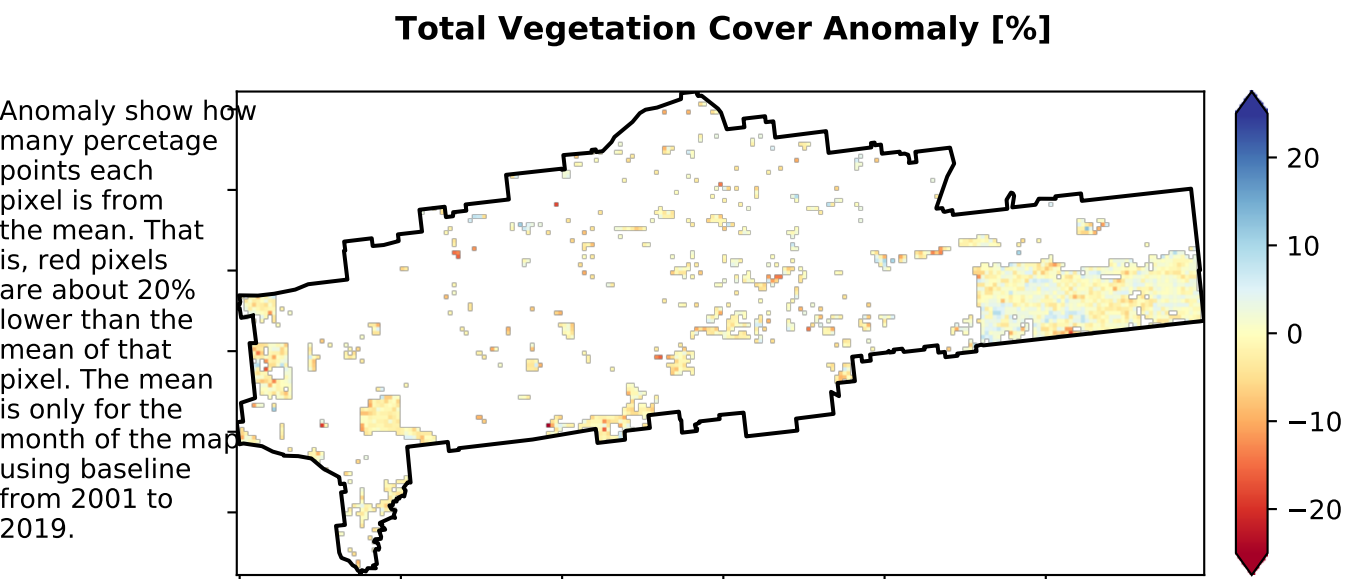 Total Vegetation Cover Anomaly [%]
Anomaly show how
many percetage
points each
pixel is from
the mean. That
is, red pixels
are about 20%
lower than the
mean of that
pixel. The mean
is only for the
month of the map
using baseline
from 2001 to
2019.
20
10
0
−10
−20